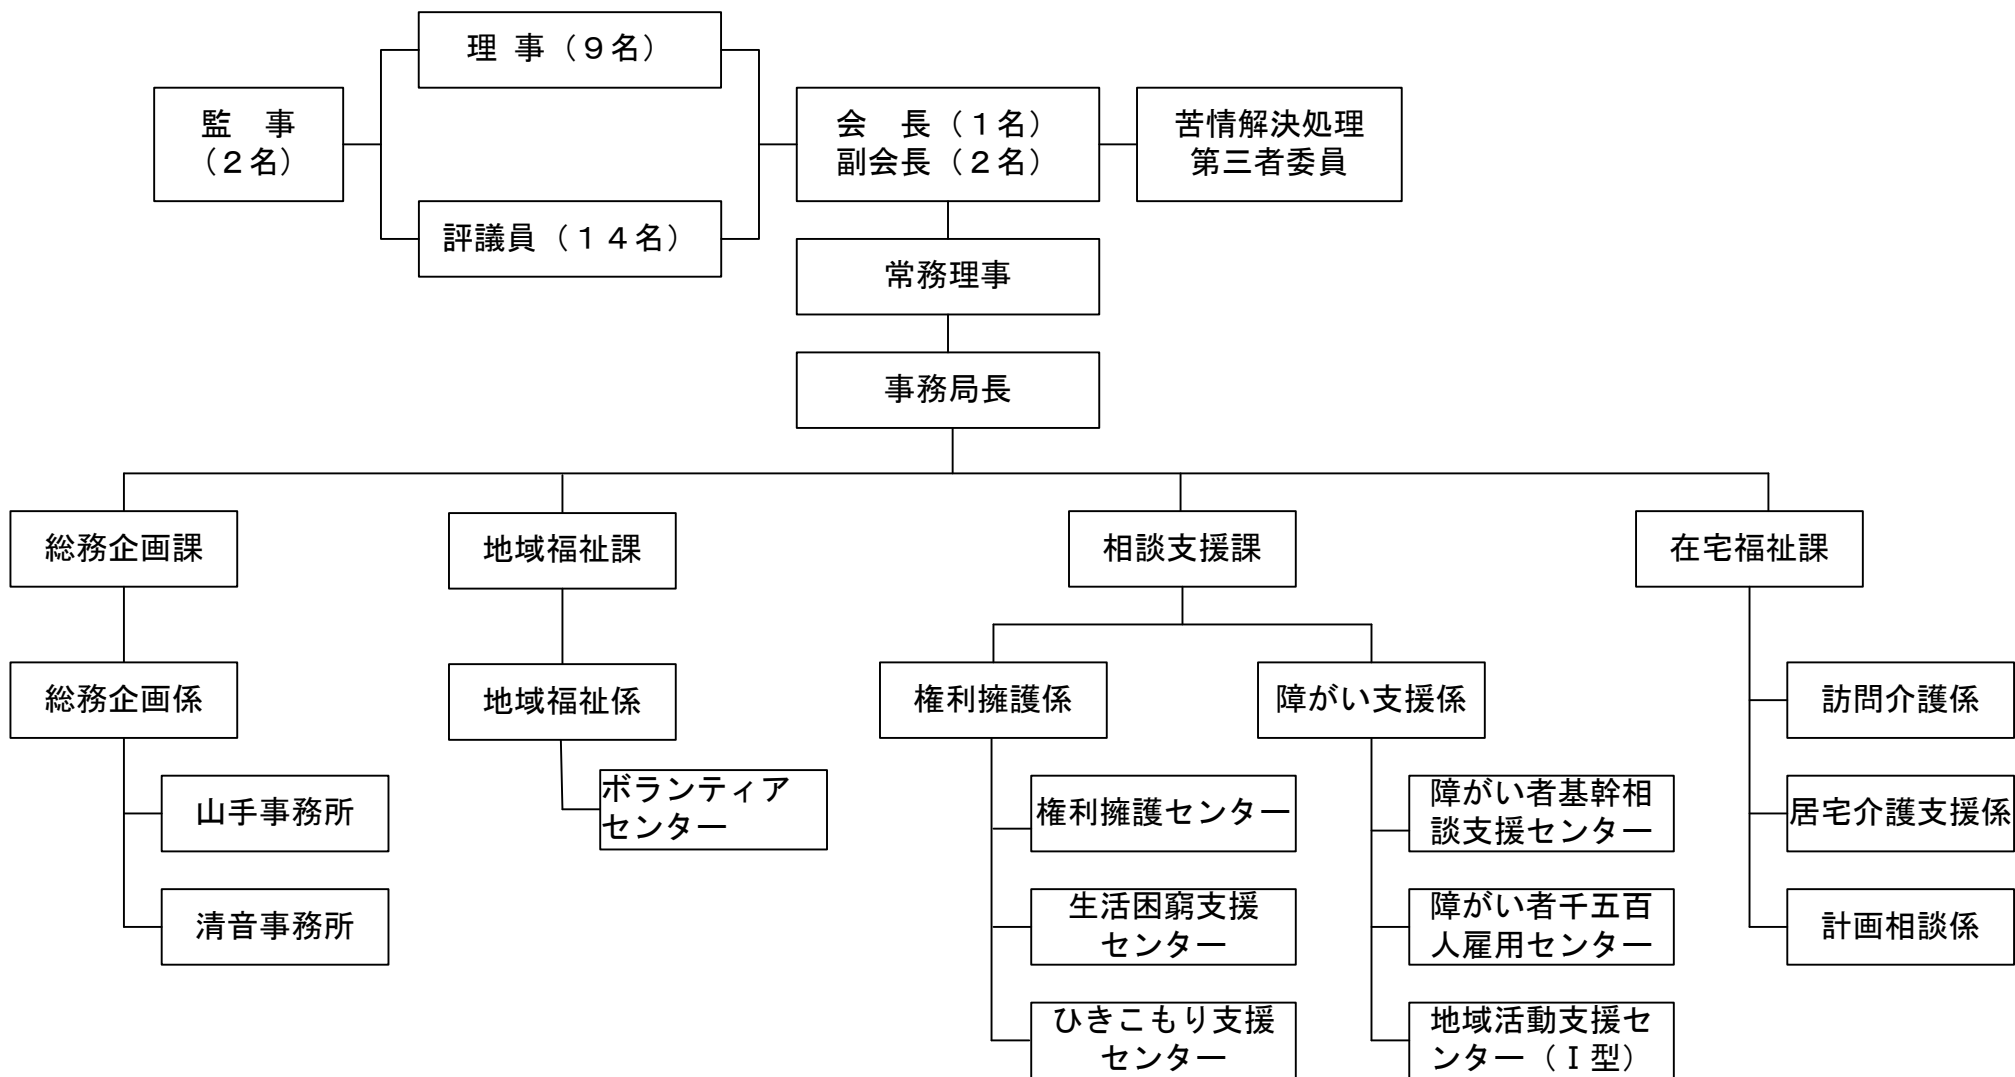 理 事（９名）
監　事
（２名）
会　長（１名）
副会長（２名）
苦情解決処理
第三者委員
評議員（１４名）
常務理事
事務局長
総務企画課
地域福祉課
相談支援課
在宅福祉課
総務企画係
地域福祉係
権利擁護係
障がい支援係
訪問介護係
山手事務所
ボランティア
センター
権利擁護センター
障がい者基幹相
談支援センター
居宅介護支援係
清音事務所
生活困窮支援
センター
障がい者千五百
人雇用センター
計画相談係
ひきこもり支援
センター
地域活動支援セ
ンター（Ⅰ型）